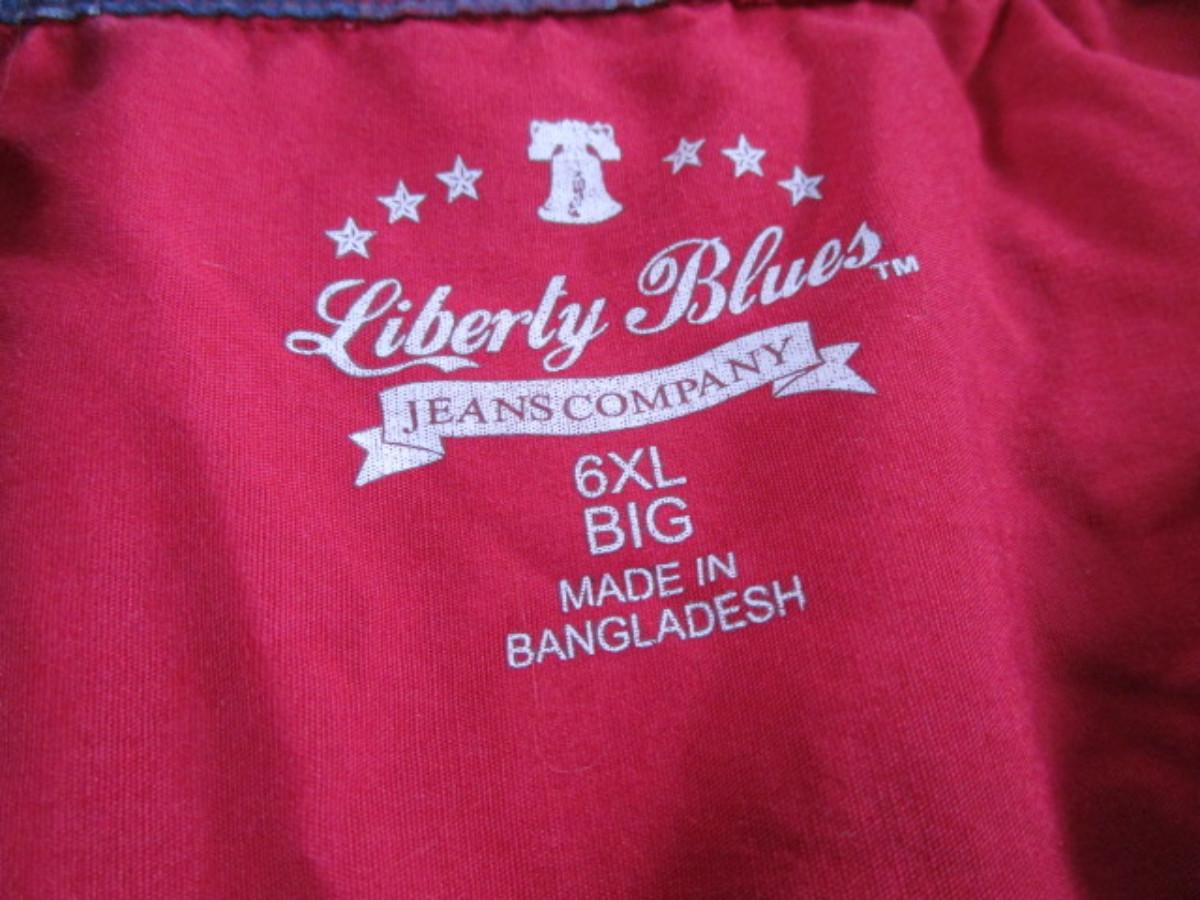 Liberty Blues™
JEANS COMPANY
6XL
BIG
MADE IN
BANGLADESH